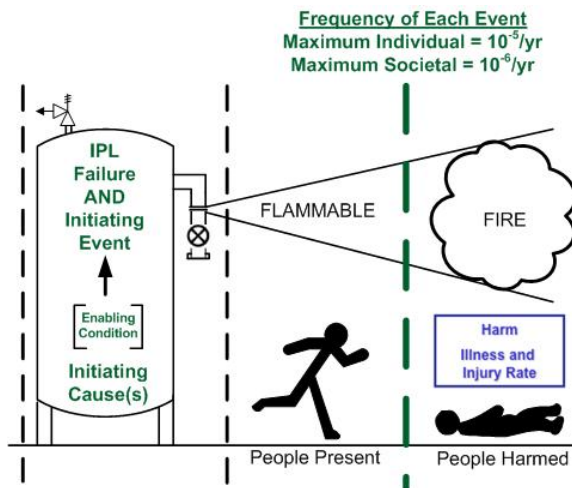 Frequency of Each Event
Maximum Individual = 10⁻⁵/yr
Maximum Societal = 10⁻⁶/yr
IPL
Failure
AND
Initiating
Event
Enabling
Condition
Initiating
Cause(s)
FLAMMABLE
FIRE
Harm
Illness and
Injury Rate
People Present
People Harmed